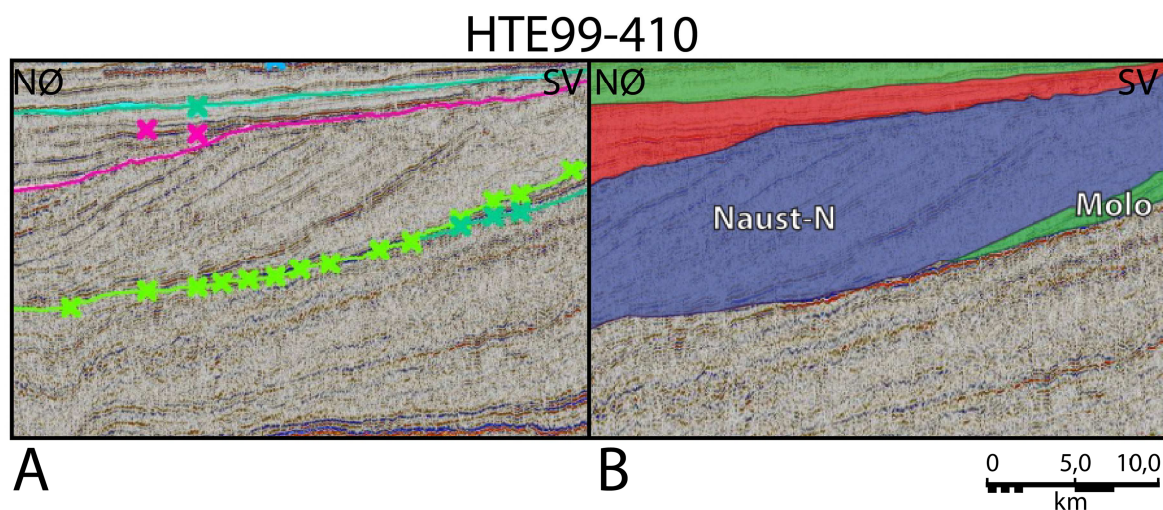 HTE99-410
NØ SV NØ SV
Naust-N Molo
A B
0 5,0 10,0
km